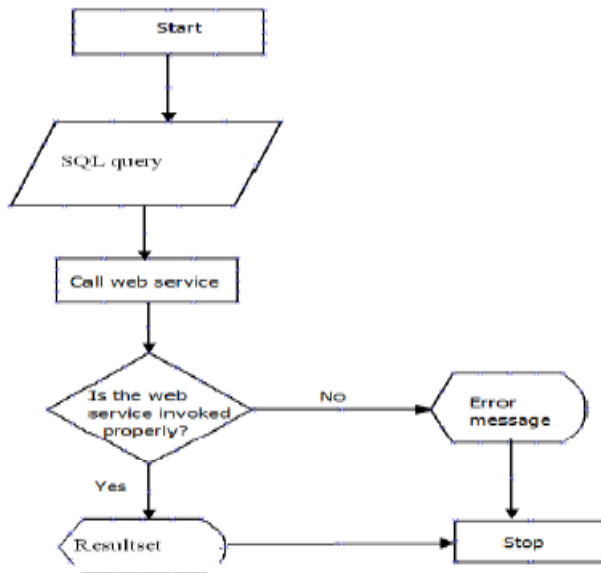 Start
SQL query
Call web service
Is the web
service invoked
properly?
No
Error
message
Yes
Resultset
Stop